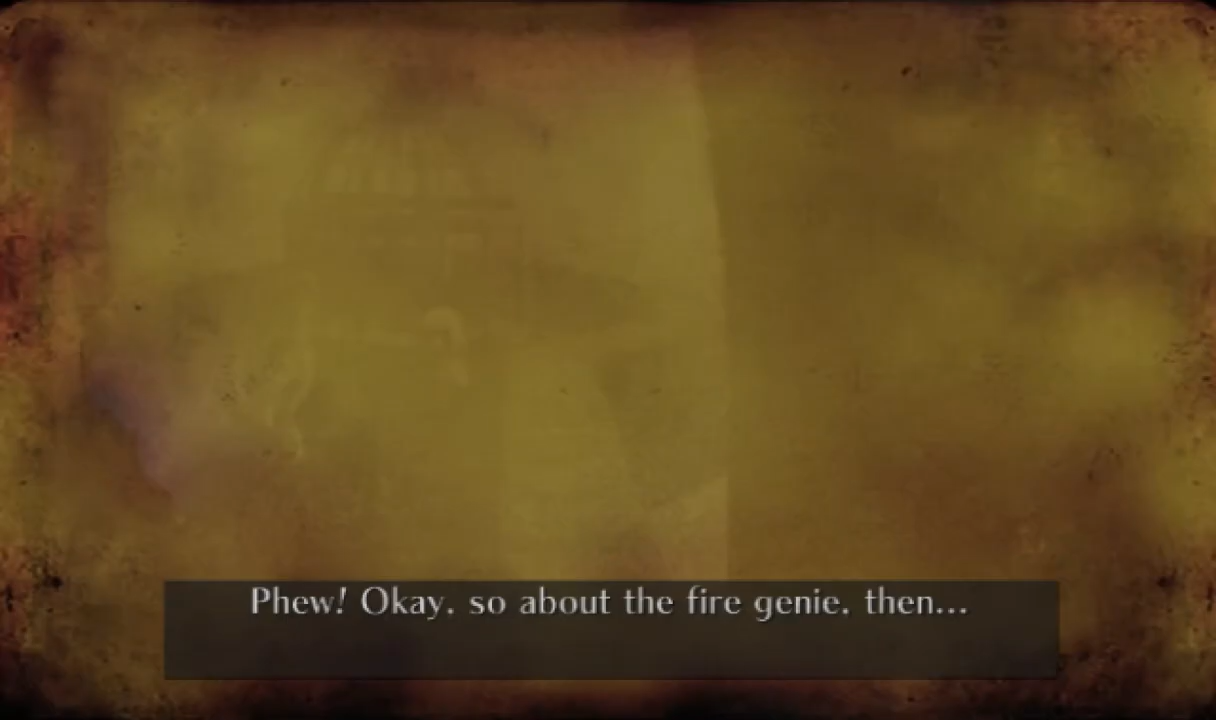 Phew! Okay, so about the fire genie, then...